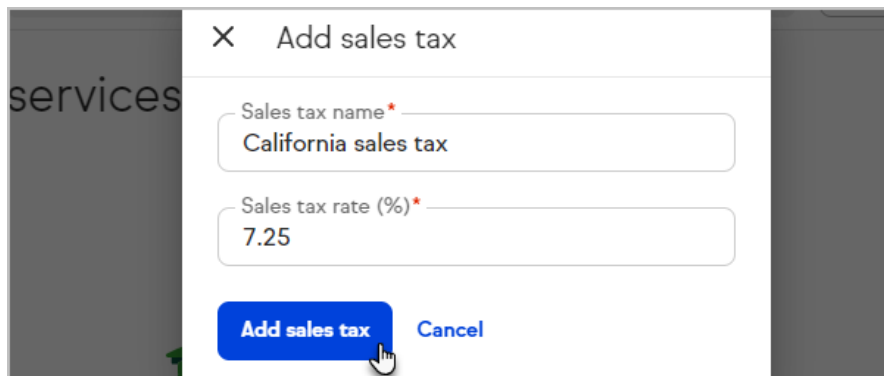 Add sales tax
services
Sales tax name*
California sales tax
Sales tax rate (%)*
7.25
Add sales tax Cancel